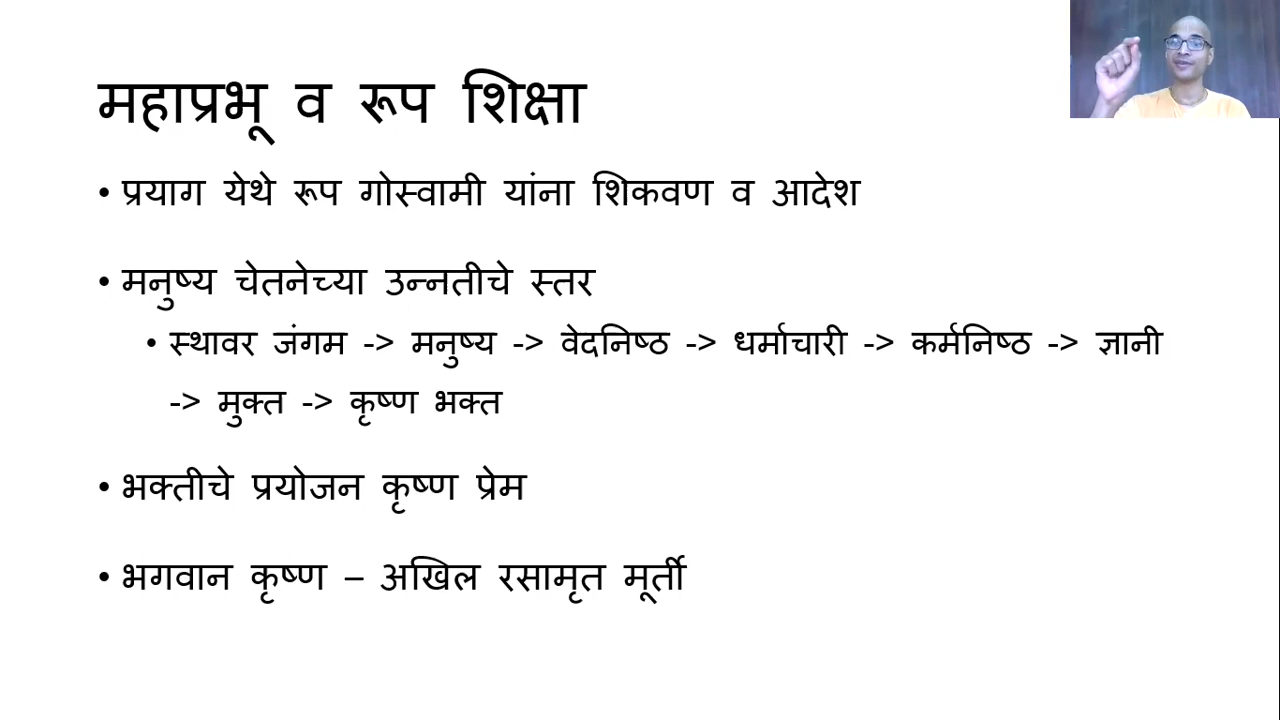 महाप्रभू व रूप शिक्षा
• प्रयाग येथे रूप गोस्वामी यांना शिकवण व आदेश
• मनुष्य चेतनेच्या उन्नतीचे स्तर
• स्थावर जंगम -> मनुष्य -> वेदनिष्ठ -> धर्माचारी -> कर्मनिष्ठ -> ज्ञानी
-> मुक्त -> कृष्ण भक्त
• भक्तीचे प्रयोजन कृष्ण प्रेम
• भगवान कृष्ण – अखिल रसामृत मूर्ती